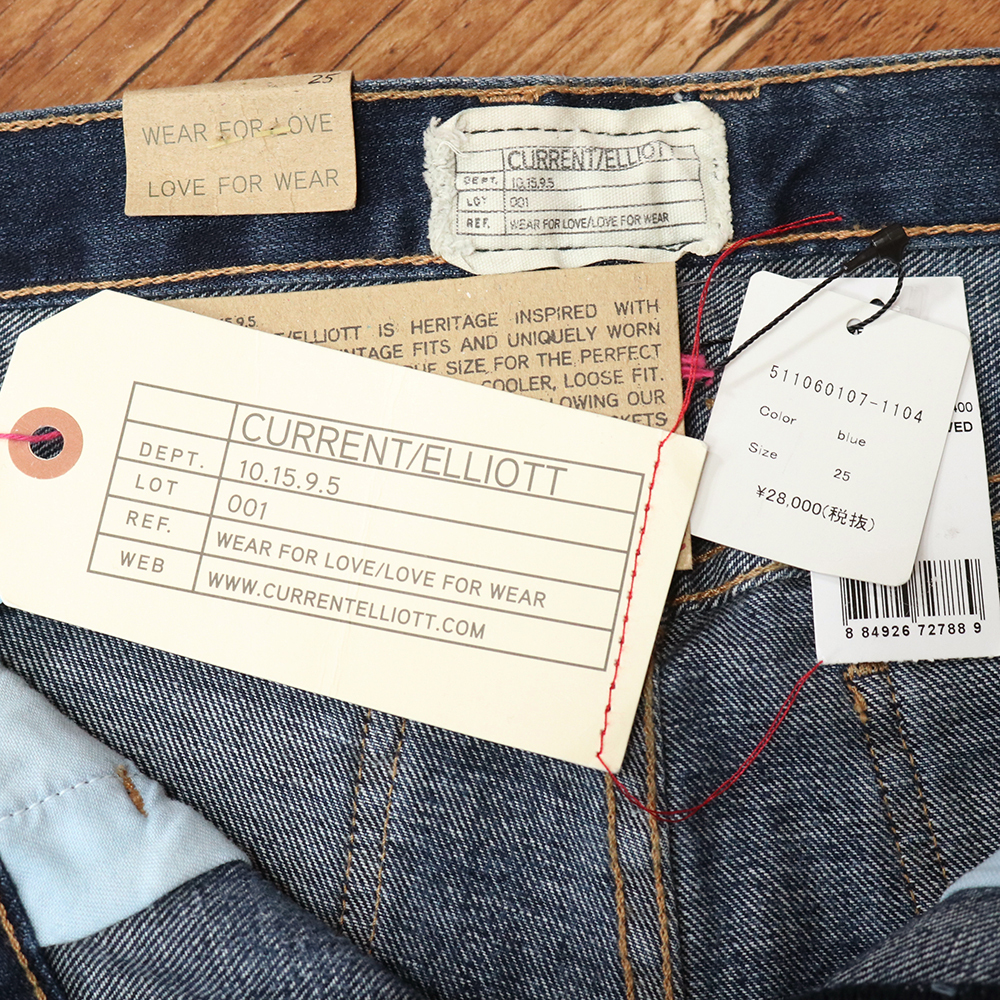 25
WEAR FOR LOVE
LOVE FOR WEAR
CURRENT/ELLIOTT
DEPT. 10.15.9.5
LOT 001
REF. WEAR FOR LOVE/LOVE FOR WEAR
15.9.5
/ELLIOTT IS HERITAGE INSPIRED WITH
FITS AND UNIQUELY WORN
SIZE FOR THE PERFECT
COOLER, LOOSE FIT.
OUR
CURRENT/ELLIOTT
DEPT. 10.15.9.5
LOT 001
REF. WEAR FOR LOVE/LOVE FOR WEAR
WEB WWW.CURRENTELLIOTT.COM
511060107-1104
Color blue
Size 25
¥28,000(税抜)
8 84926 72788 9